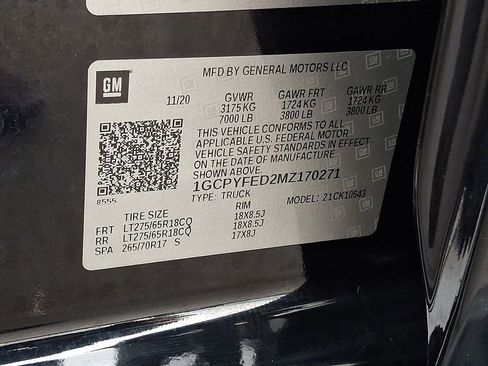 GM
MFD BY GENERAL MOTORS LLC
11/20 GVWR GAWR FRT GAWR RR
3175 KG 1724 KG 1724 KG
7000 LB 3800 LB 3800 LB
THIS VEHICLE CONFORMS TO ALL
APPLICABLE U.S. FEDERAL MOTOR
VEHICLE SAFETY STANDARDS IN EFFECT
ON THE DATE OF MANUFACTURE
SHOWN ABOVE.
1GCPYFED2MZ170271
8555 TYPE: TRUCK 21CK10543
TIRE SIZE RIM
FRT LT275/65R18CQ 18X8.5J
RR LT275/65R18CQ 18X8.5J
SPA 265/70R17 S 17X8J